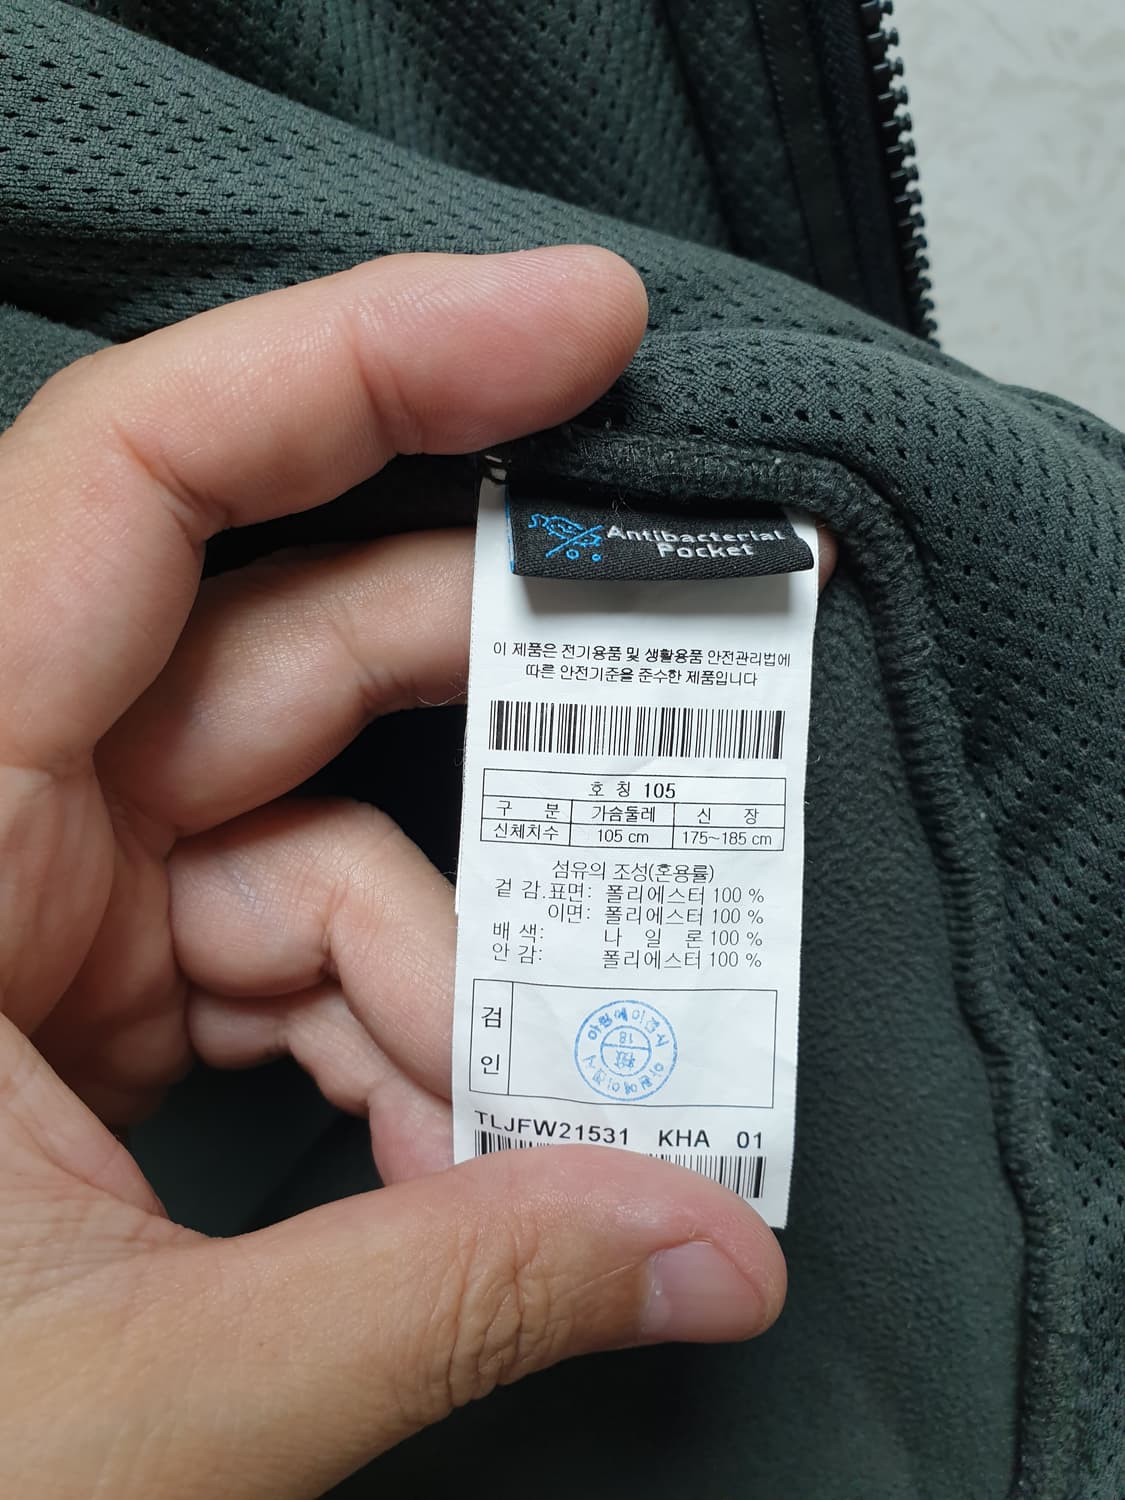 Antibacterial
Pocket
이 제품은 전기용품 및 생활용품 안전관리법에
따른 안전기준을 준수한 제품입니다
호 칭 105
구 분 가슴둘레 신 장
신체치수 105 cm 175~185 cm
섬유의 조성(혼용률)
겉 감.표면: 폴리에스터 100 %
이면: 폴리에스터 100 %
배 색: 나 일 론 100 %
안 감: 폴리에스터 100 %
검
인
18
TLJFW21531 KHA 01